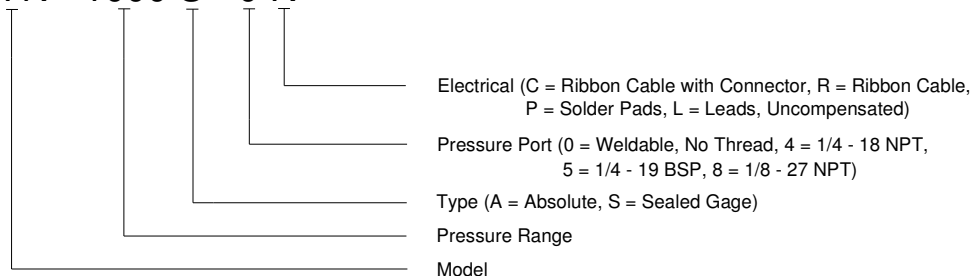 Electrical (C = Ribbon Cable with Connector, R = Ribbon Cable,
P = Solder Pads, L = Leads, Uncompensated)
Pressure Port (0 = Weldable, No Thread, 4 = 1/4 - 18 NPT,
5 = 1/4 - 19 BSP, 8 = 1/8 - 27 NPT)
Type (A = Absolute, S = Sealed Gage)
Pressure Range
Model